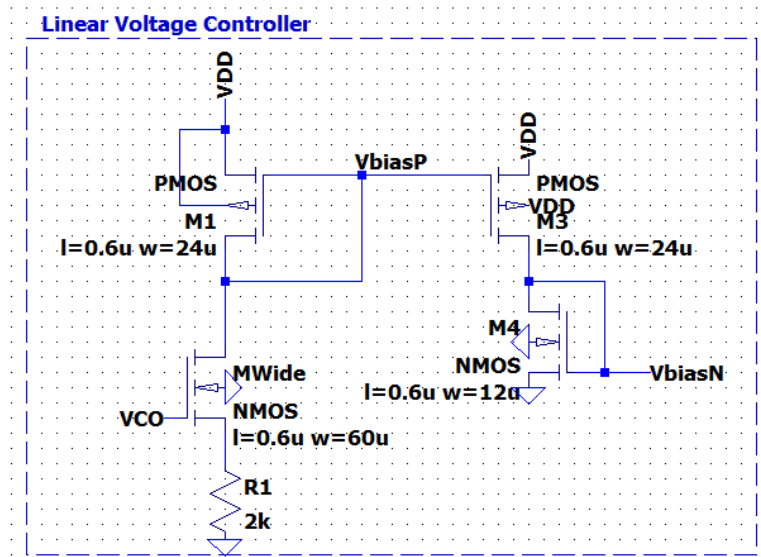 Linear Voltage Controller
VDD
VDD
VbiasP
PMOS
PMOS
VDD
M1
M3
l=0.6u w=24u
l=0.6u w=24u
M4
MWide
NMOS
VbiasN
l=0.6u w=12u
VCO
NMOS
l=0.6u w=60u
R1
2k